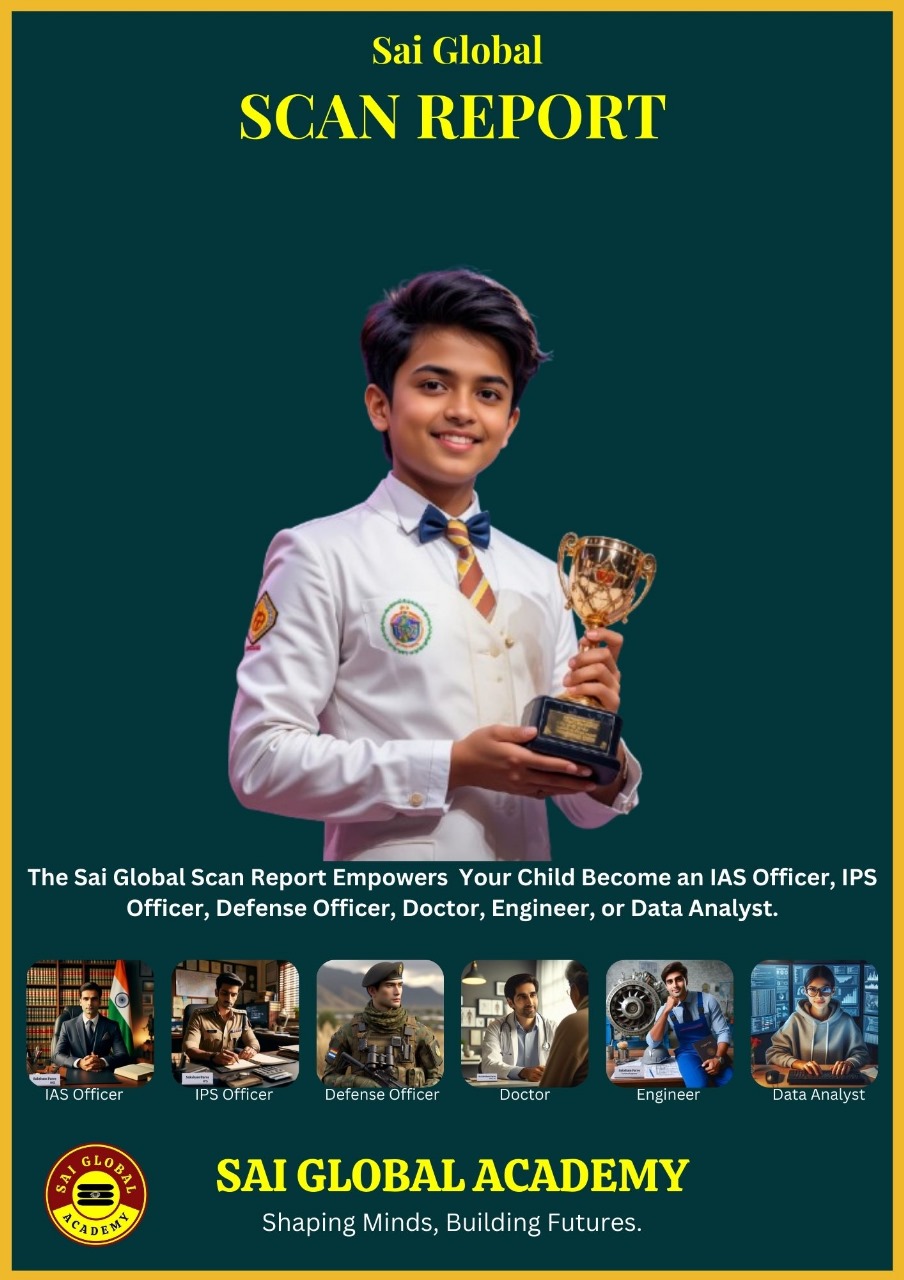 Sai Global
SCAN REPORT
The Sai Global Scan Report Empowers Your Child Become an IAS Officer, IPS
Officer, Defense Officer, Doctor, Engineer, or Data Analyst.
IAS Officer
IPS Officer
Defense Officer
Doctor
Engineer
Data Analyst
SAI GLOBAL
ACADEMY
SAI GLOBAL ACADEMY
Shaping Minds, Building Futures.